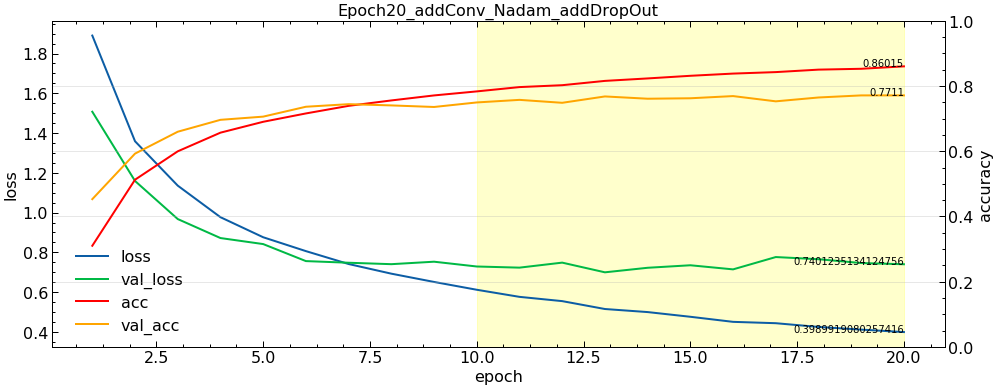 Epoch20_addConv_Nadam_addDropOut
loss
1.8
1.6
1.4
1.2
1.0
0.8
0.6
0.4
loss
val_loss
acc
val_acc
0.86015
0.7711
0.7401235134124756
0.3989919080257416
1.0
0.8
0.6
0.4
0.2
0.0
accuracy
2.5 5.0 7.5 10.0 12.5 15.0 17.5 20.0
epoch